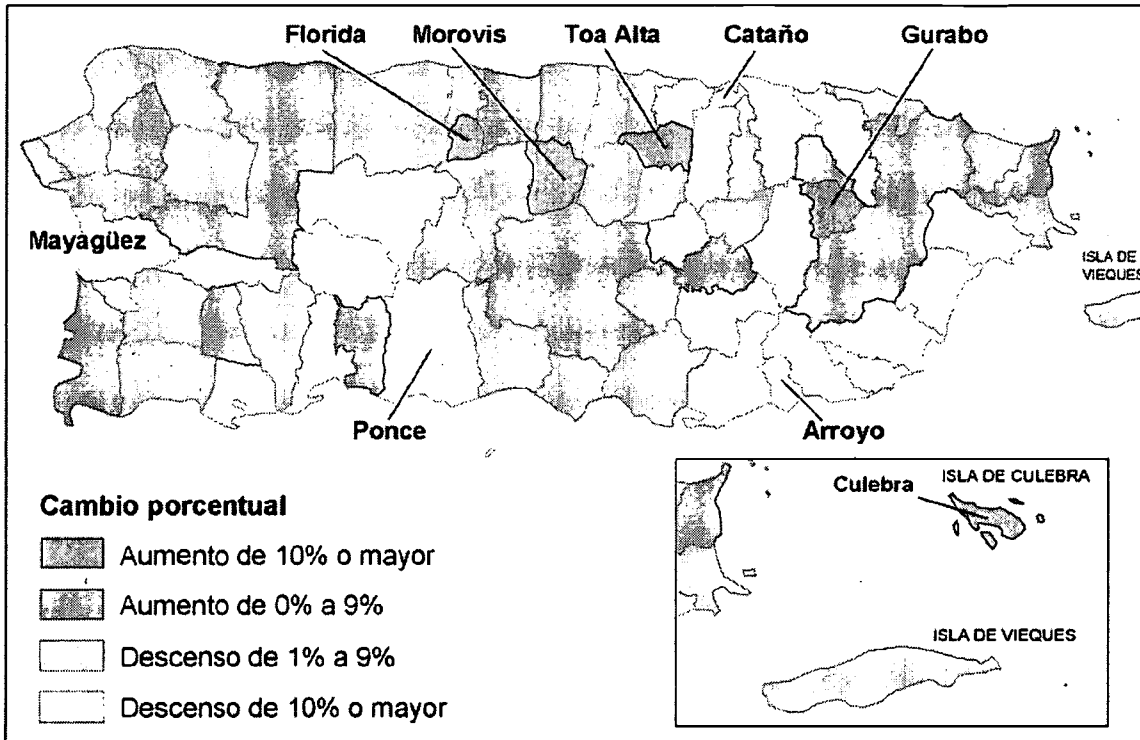 Florida Morovis Toa Alta Cataño Gurabo
Mayagüez
ISLA DE
VIEQUES
Ponce
Arroyo
Cambio porcentual
Aumento de 10% o mayor
Aumento de 0% a 9%
Descenso de 1% a 9%
Descenso de 10% o mayor
Culebra
ISLA DE CULEBRA
ISLA DE VIEQUES